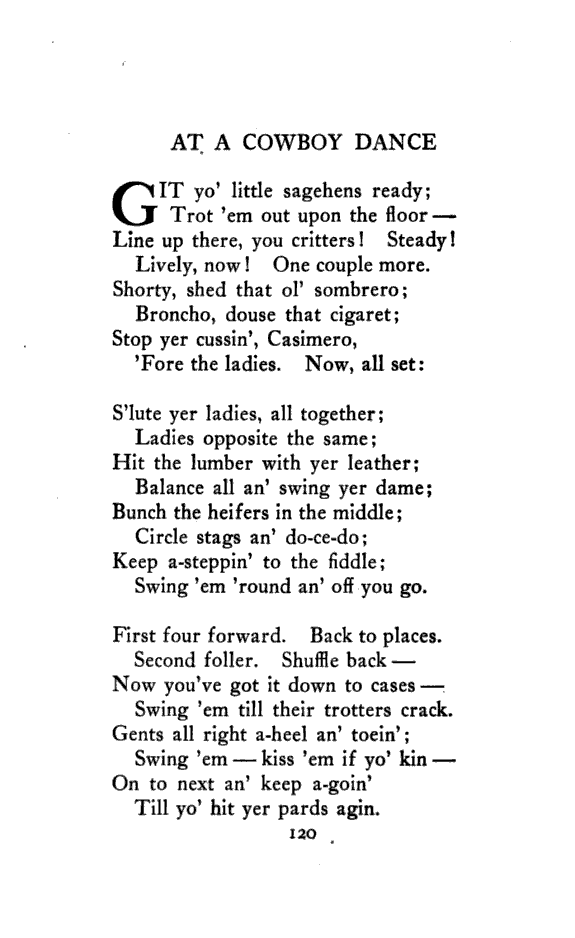 AT A COWBOY DANCE
GIT yo' little sagehens ready;
Trot 'em out upon the floor —
Line up there, you critters! Steady!
Lively, now! One couple more.
Shorty, shed that ol' sombrero;
Broncho, douse that cigaret;
Stop yer cussin', Casimero,
'Fore the ladies. Now, all set:

S'lute yer ladies, all together;
Ladies opposite the same;
Hit the lumber with yer leather;
Balance all an' swing yer dame;
Bunch the heifers in the middle;
Circle stags an' do-ce-do;
Keep a-steppin' to the fiddle;
Swing 'em 'round an' off you go.

First four forward. Back to places.
Second foller. Shuffle back —
Now you've got it down to cases —
Swing 'em till their trotters crack.
Gents all right a-heel an' toein';
Swing 'em — kiss 'em if yo' kin —
On to next an' keep a-goin'
Till yo' hit yer pards agin.
120